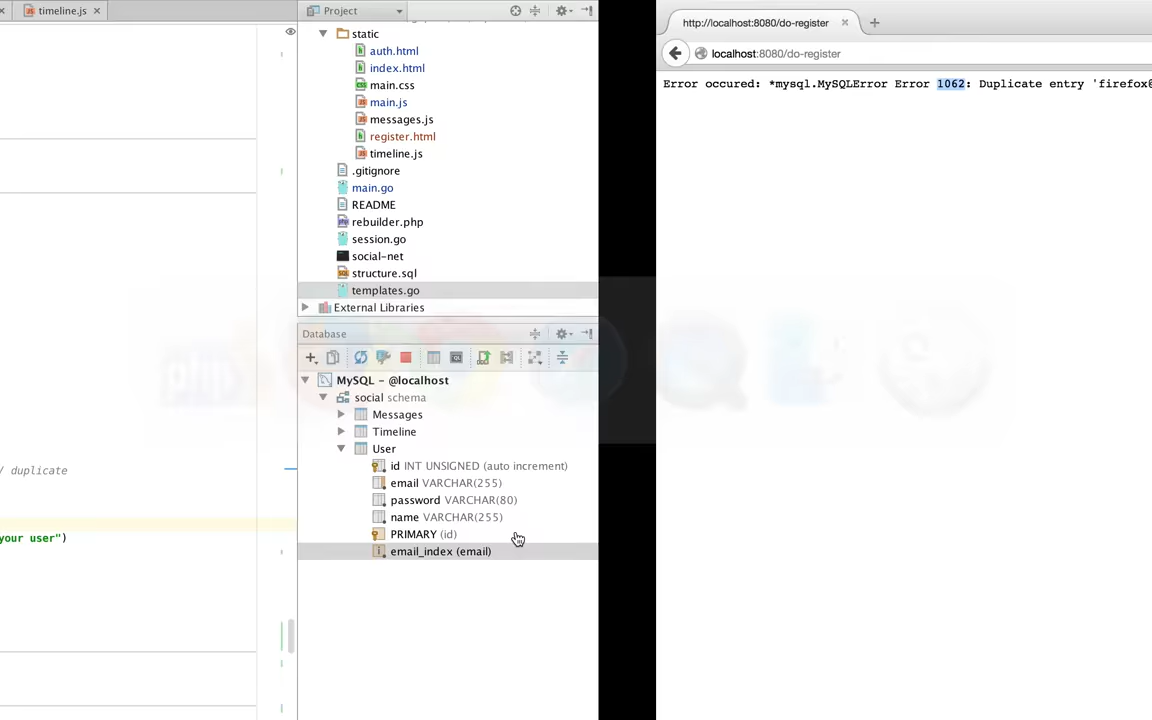 timeline.js
/ duplicate
your user")
Project
static
auth.html
index.html
main.css
main.js
messages.js
register.html
timeline.js
.gitignore
main.go
README
rebuilder.php
session.go
social-net
structure.sql
templates.go
External Libraries
Database
MySQL - @localhost
social schema
Messages
Timeline
User
id INT UNSIGNED (auto increment)
email VARCHAR(255)
password VARCHAR(80)
name VARCHAR(255)
PRIMARY (id)
email_index (email)
http://localhost:8080/do-register
localhost:8080/do-register
Error occured: *mysql.MySQLError Error 1062: Duplicate entry 'firefox@